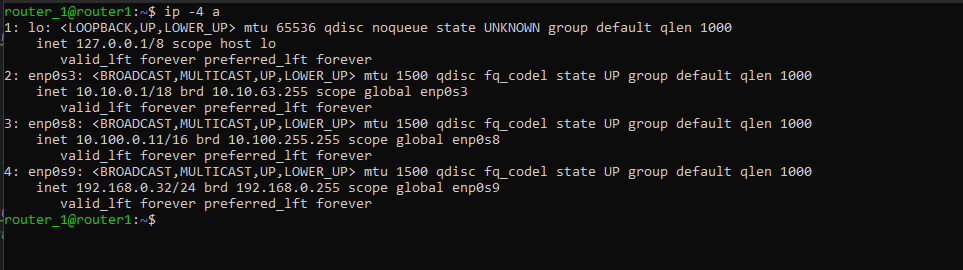 router_1@router1:~$ ip -4 a
1: lo: <LOOPBACK,UP,LOWER_UP> mtu 65536 qdisc noqueue state UNKNOWN group default qlen 1000
    inet 127.0.0.1/8 scope host lo
       valid_lft forever preferred_lft forever
2: enp0s3: <BROADCAST,MULTICAST,UP,LOWER_UP> mtu 1500 qdisc fq_codel state UP group default qlen 1000
    inet 10.10.0.1/18 brd 10.10.63.255 scope global enp0s3
       valid_lft forever preferred_lft forever
3: enp0s8: <BROADCAST,MULTICAST,UP,LOWER_UP> mtu 1500 qdisc fq_codel state UP group default qlen 1000
    inet 10.100.0.11/16 brd 10.100.255.255 scope global enp0s8
       valid_lft forever preferred_lft forever
4: enp0s9: <BROADCAST,MULTICAST,UP,LOWER_UP> mtu 1500 qdisc fq_codel state UP group default qlen 1000
    inet 192.168.0.32/24 brd 192.168.0.255 scope global enp0s9
       valid_lft forever preferred_lft forever
router_1@router1:~$